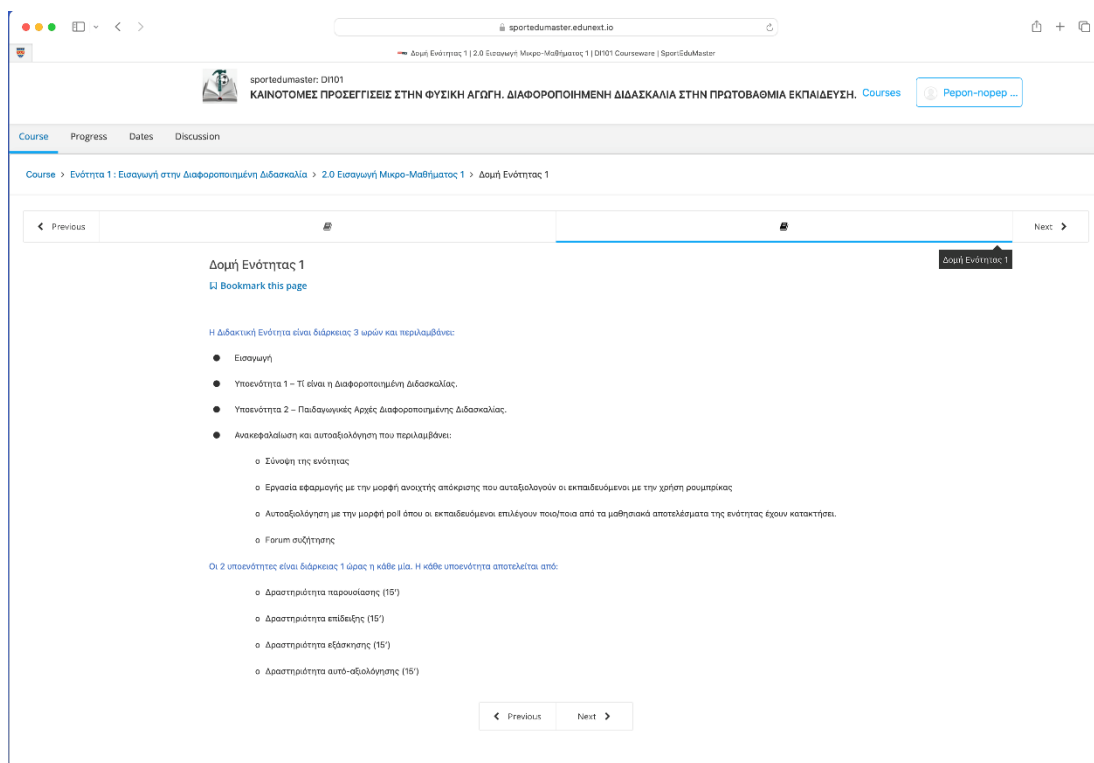 sportedumaster.edunext.io
Δομή Ενότητας 1 | 2.0 Εισαγωγή Μικρο-Μαθήματος 1 | DI101 Courseware | SportEduMaster
sportedumaster: DI101
ΚΑΙΝΟΤΟΜΕΣ ΠΡΟΣΕΓΓΙΣΕΙΣ ΣΤΗΝ ΦΥΣΙΚΗ ΑΓΩΓΗ. ΔΙΑΦΟΡΟΠΟΙΗΜΕΝΗ ΔΙΔΑΣΚΑΛΙΑ ΣΤΗΝ ΠΡΩΤΟΒΑΘΜΙΑ ΕΚΠΑΙΔΕΥΣΗ. Courses Pepon-nopep ...
Course Progress Dates Discussion
Course > Ενότητα 1 : Εισαγωγή στην Διαφοροποιημένη Διδασκαλία > 2.0 Εισαγωγή Μικρο-Μαθήματος 1 > Δομή Ενότητας 1
Previous Next
Δομή Ενότητας 1
Δομή Ενότητας 1
Bookmark this page
Η Διδακτική Ενότητα είναι διάρκειας 3 ωρών και περιλαμβάνει:
● Εισαγωγή
● Υποενότητα 1 – Τί είναι η Διαφοροποιημένη Διδασκαλίας.
● Υποενότητα 2 – Παιδαγωγικές Αρχές Διαφοροποιημένης Διδασκαλίας.
● Ανακεφαλαίωση και αυτοαξιολόγηση που περιλαμβάνει:
o Σύνοψη της ενότητας
o Εργασία εφαρμογής με την μορφή ανοιχτής απόκρισης που αυταξιολογούν οι εκπαιδευόμενοι με την χρήση ρουμπρίκας
o Αυτοαξιολόγηση με την μορφή poll όπου οι εκπαιδευόμενοι επιλέγουν ποιο/ποια από τα μαθησιακά αποτελέσματα της ενότητας έχουν κατακτήσει.
o Forum συζήτησης
Οι 2 υποενότητες είναι διάρκειας 1 ώρας η κάθε μία. Η κάθε υποενότητα αποτελείται από:
o Δραστηριότητα παρουσίασης (15’)
o Δραστηριότητα επίδειξης (15’)
o Δραστηριότητα εξάσκησης (15’)
o Δραστηριότητα αυτό-αξιολόγησης (15’)
Previous Next